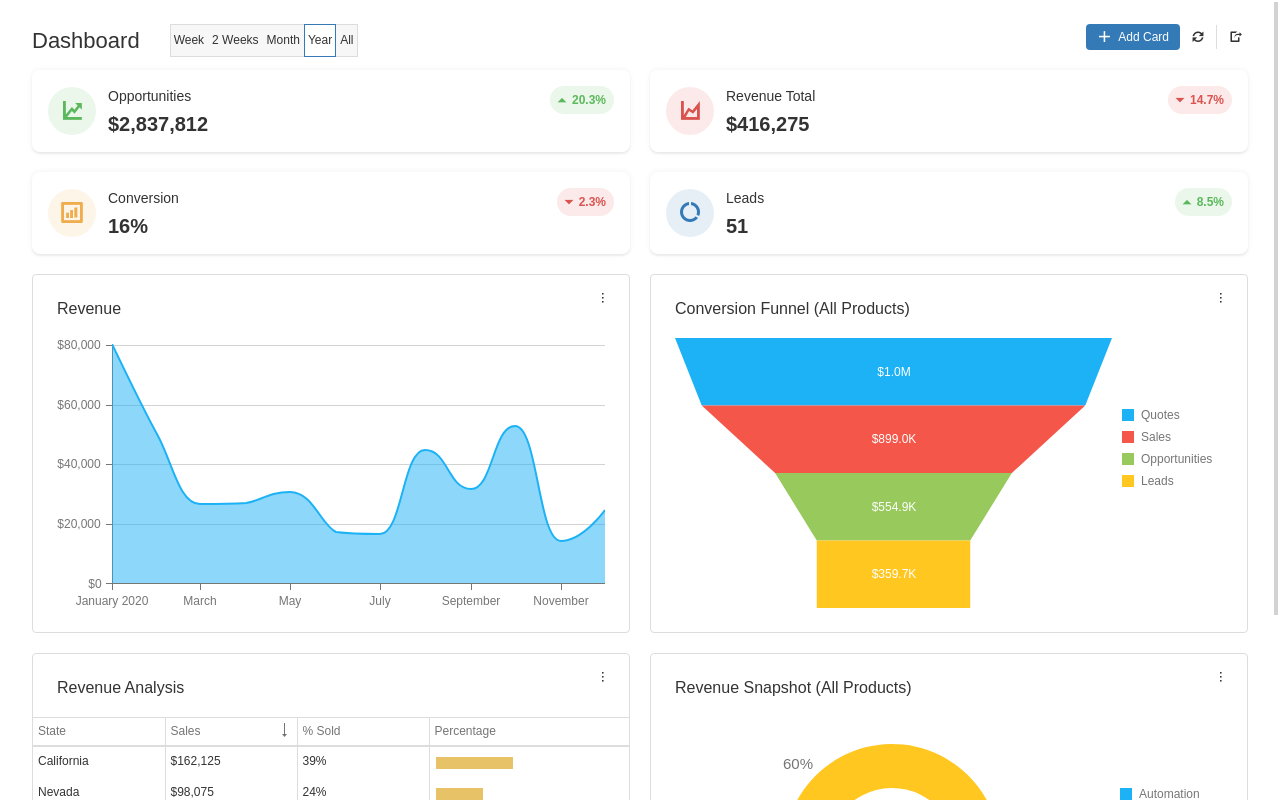 Dashboard
Week 2 Weeks Month Year All
Add Card
Opportunities
$2,837,812
20.3%
Revenue Total
$416,275
14.7%
Conversion
16%
2.3%
Leads
51
8.5%
Revenue
$80,000
$60,000
$40,000
$20,000
$0
January 2020 March May July September November
Conversion Funnel (All Products)
$1.0M
$899.0K
$554.9K
$359.7K
Quotes
Sales
Opportunities
Leads
Revenue Analysis
State Sales % Sold Percentage
California $162,125 39%
Nevada $98,075 24%
Revenue Snapshot (All Products)
60%
Automation